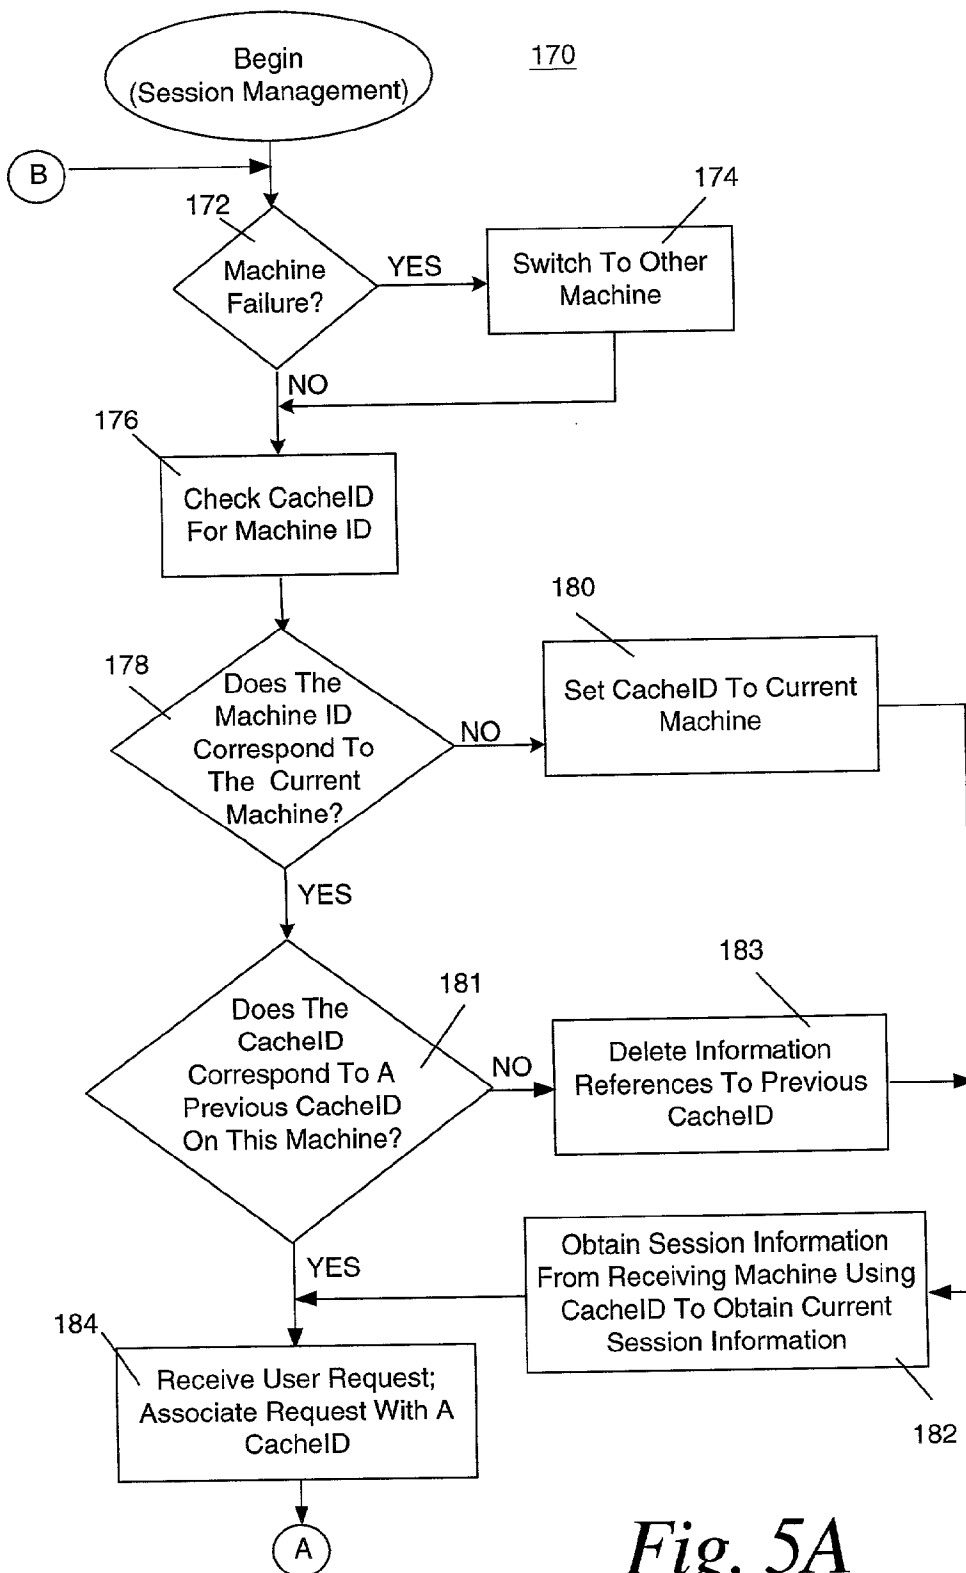 Begin
(Session Management)
170
B
172
174
Machine
Failure?
YES
Switch To Other
Machine
NO
176
Check CacheID
For Machine ID
180
178
Does The
Machine ID
Correspond To
The Current
Machine?
NO
Set CacheID To Current
Machine
YES
183
181
Does The
CacheID
Correspond To A
Previous CacheID
On This Machine?
NO
Delete Information
References To Previous
CacheID
YES
Obtain Session Information
From Receiving Machine Using
CacheID To Obtain Current
Session Information
182
184
Receive User Request;
Associate Request With A
CacheID
A
Fig. 5A